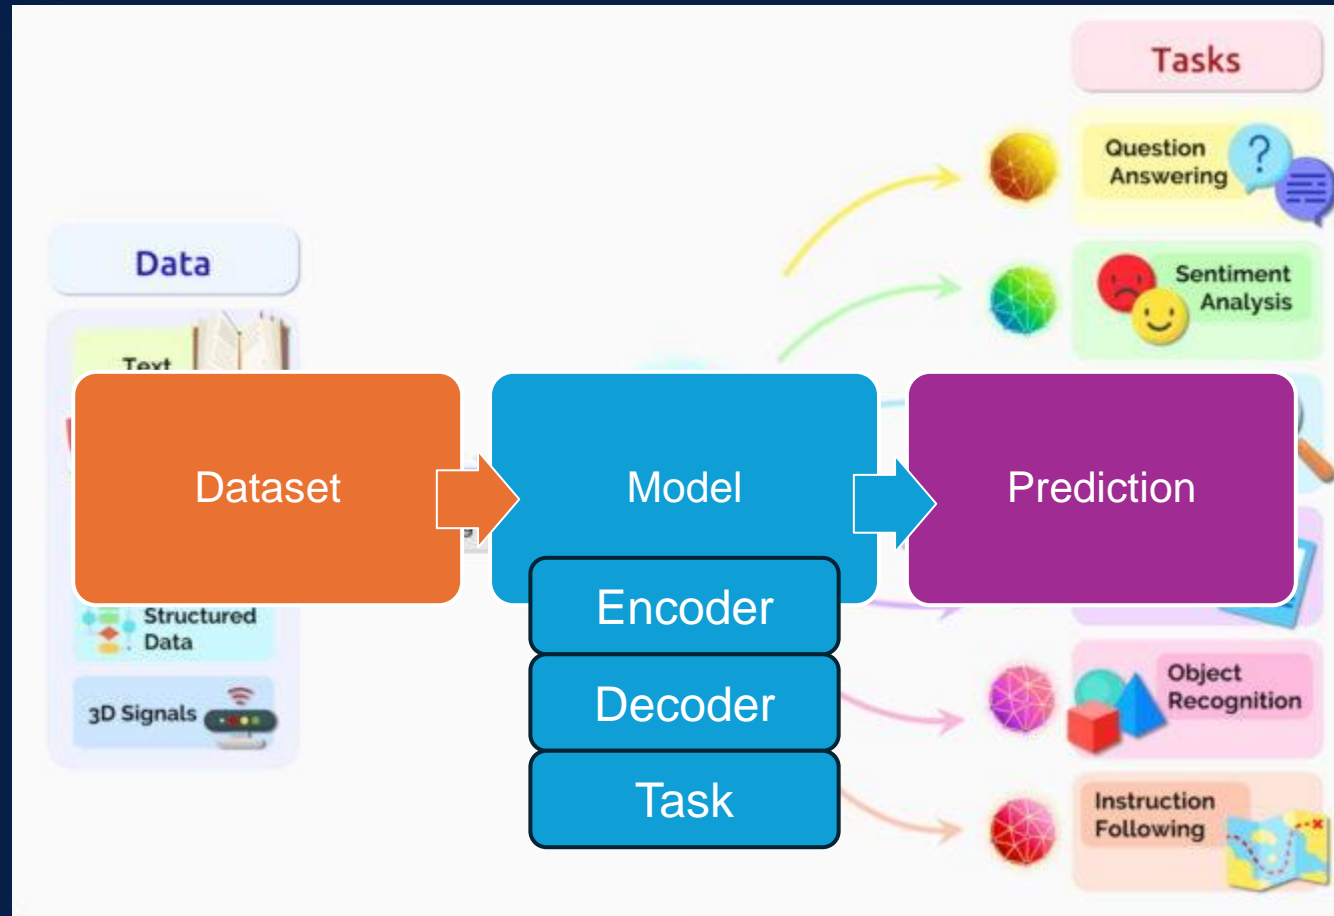 Tasks
Question
Answering
?
Sentiment
Analysis
Data
Text
Dataset
Model
Prediction
Encoder
Decoder
Task
Structured
Data
3D Signals
Object
Recognition
Instruction
Following